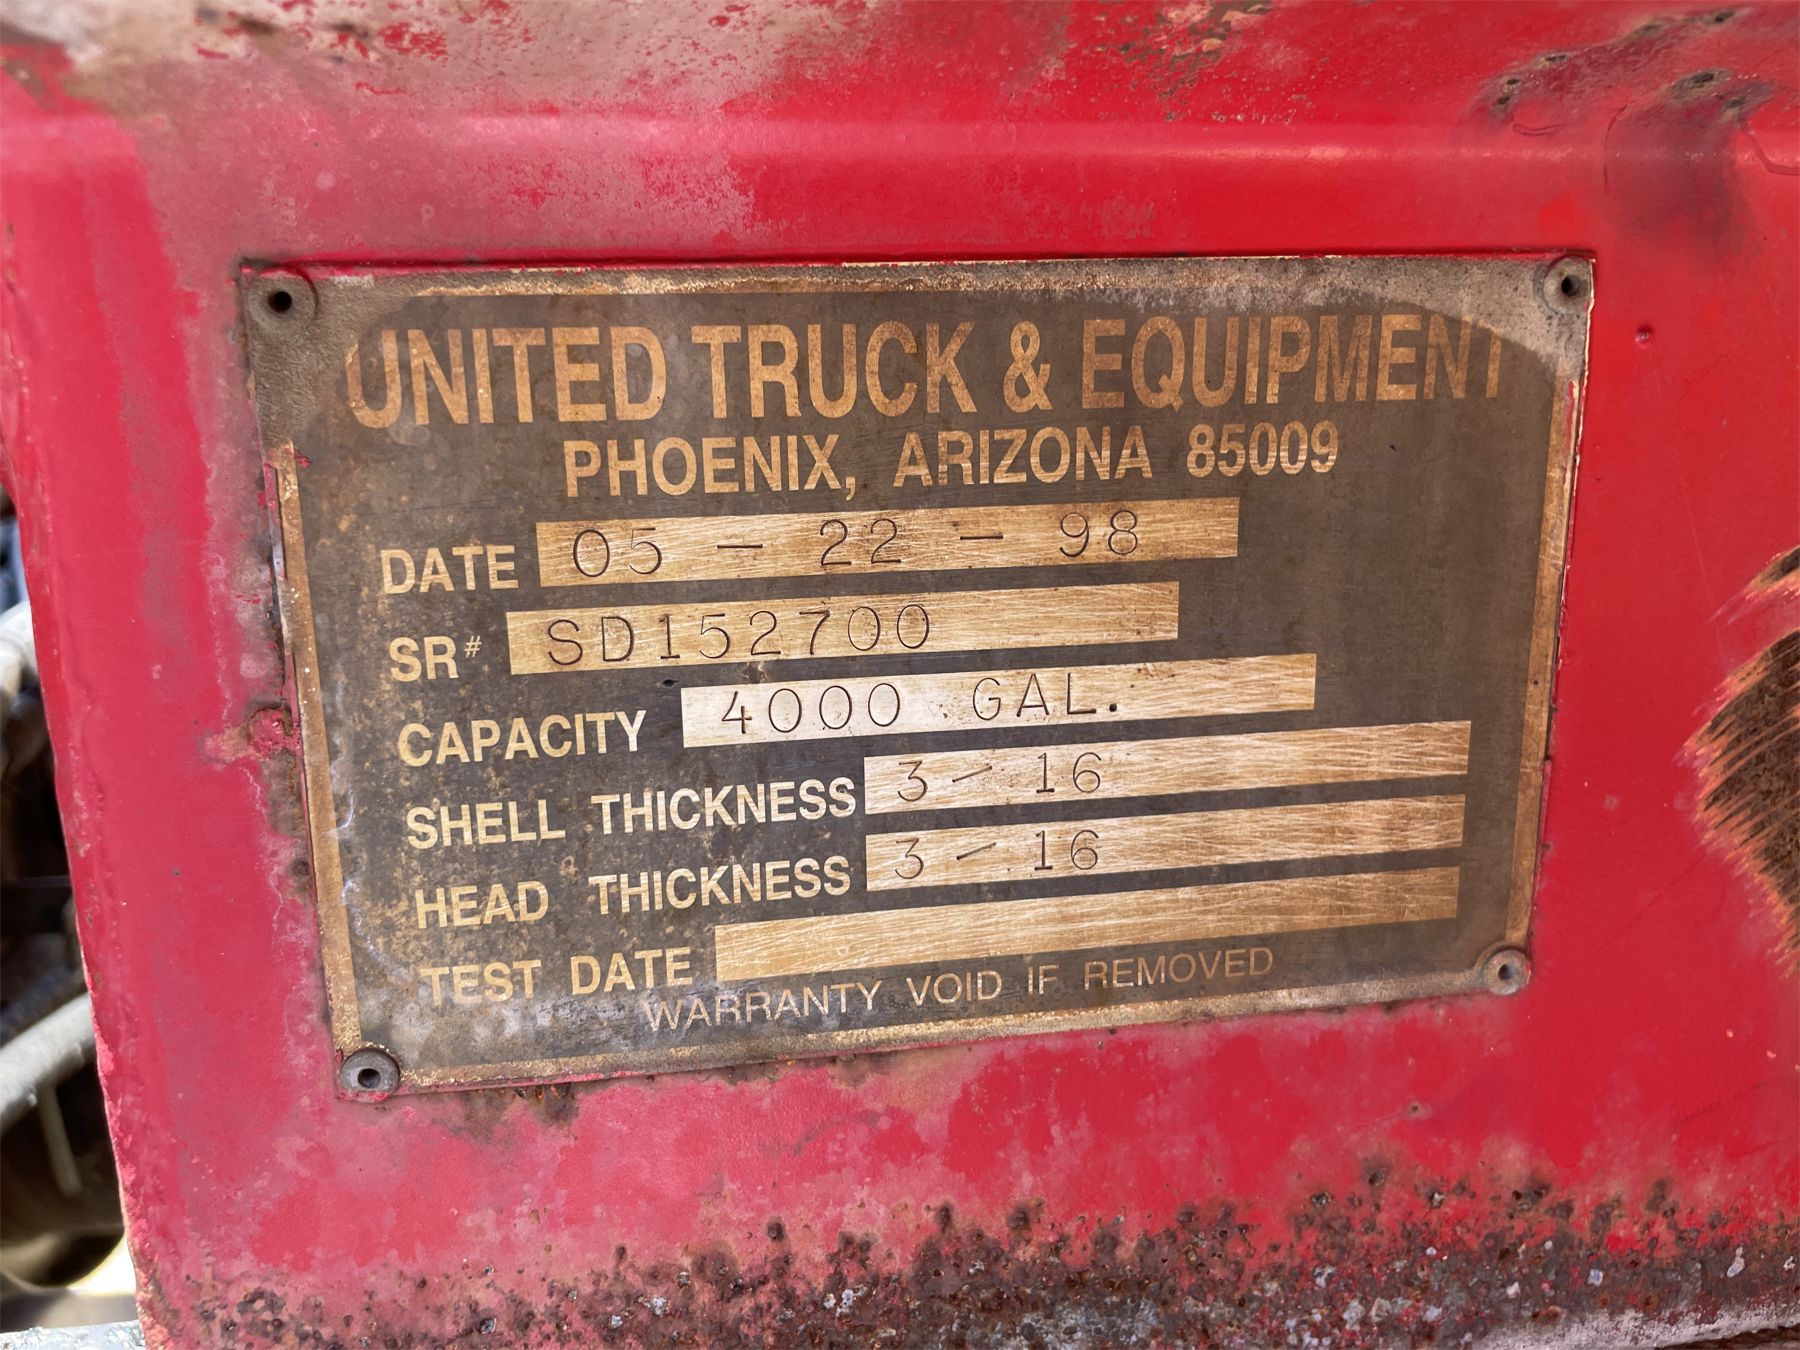 UNITED TRUCK & EQUIPMENT
PHOENIX, ARIZONA 85009
DATE 05 - 22 - 98
SR# SD152700
CAPACITY 4000 GAL.
SHELL THICKNESS 3 - 16
HEAD THICKNESS 3 - 16
TEST DATE
WARRANTY VOID IF REMOVED